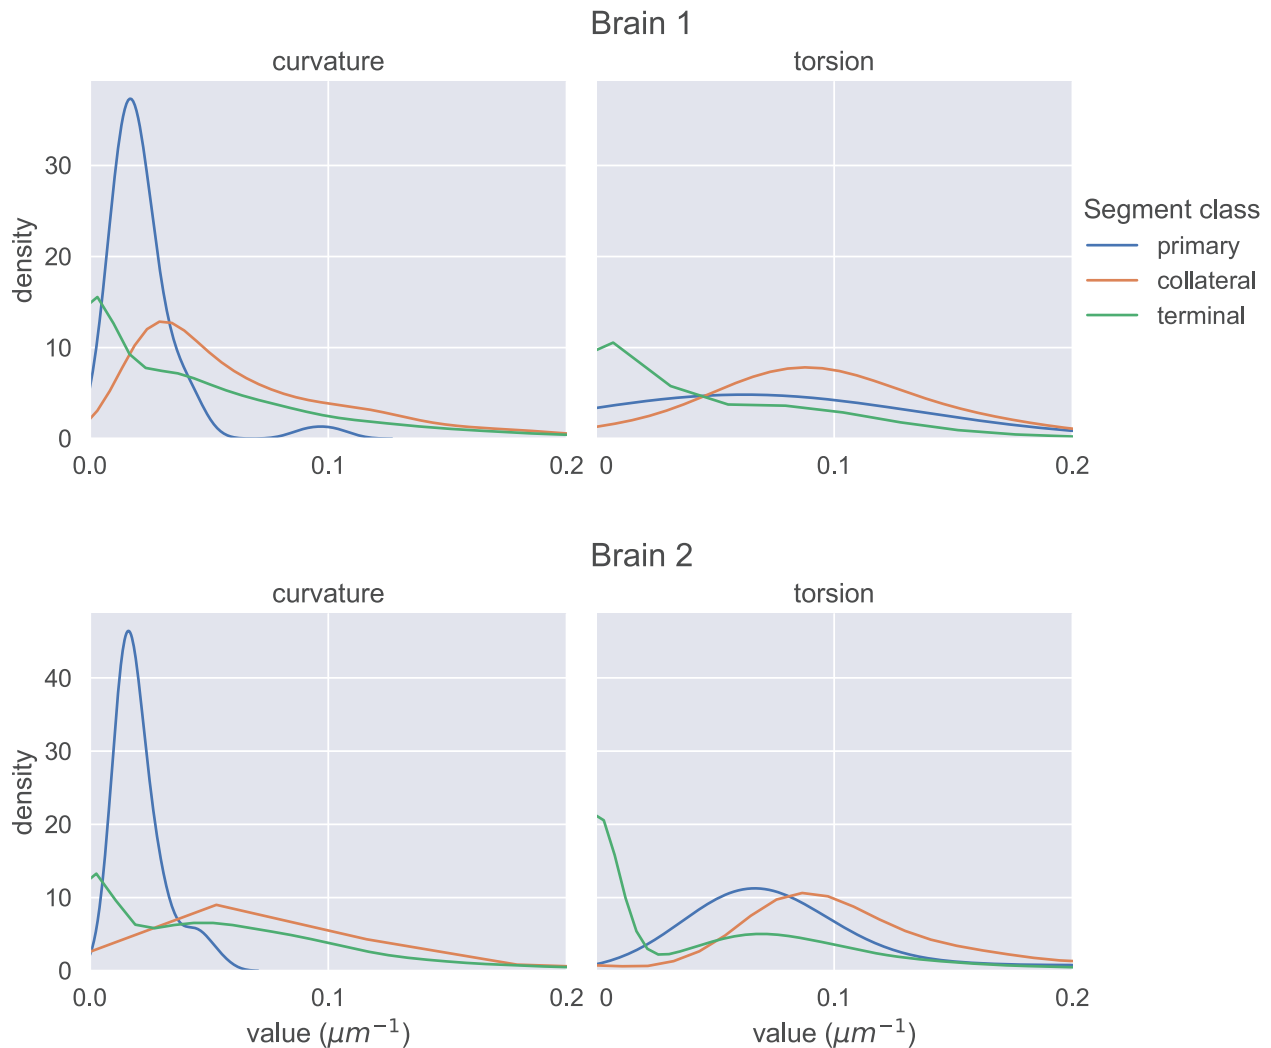 Brain 1
curvature
torsion
density
30
20
10
0
0.0
0.1
0.2
0
0.1
0.2
Segment class
primary
collateral
terminal
Brain 2
curvature
torsion
density
40
30
20
10
0
0.0
0.1
0.2
0
0.1
0.2
value (μm⁻¹)
value (μm⁻¹)